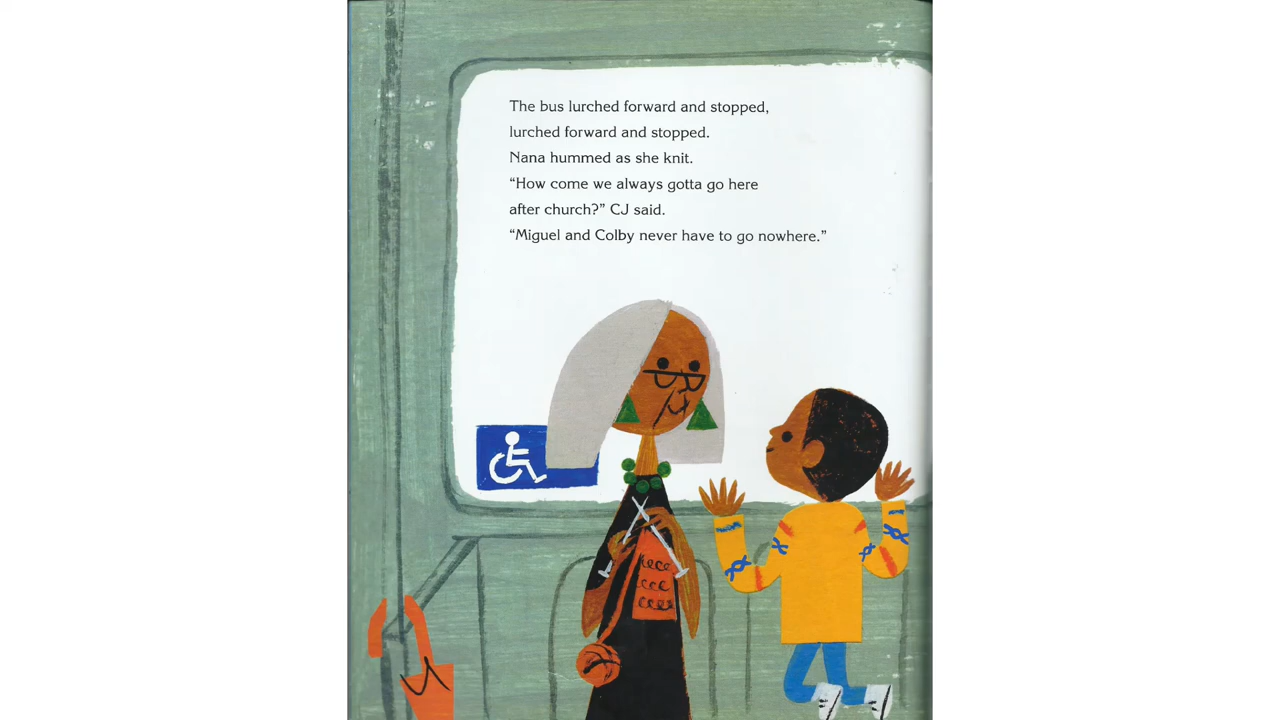 The bus lurched forward and stopped,
lurched forward and stopped.
Nana hummed as she knit.
“How come we always gotta go here
after church?” CJ said.
“Miguel and Colby never have to go nowhere.”